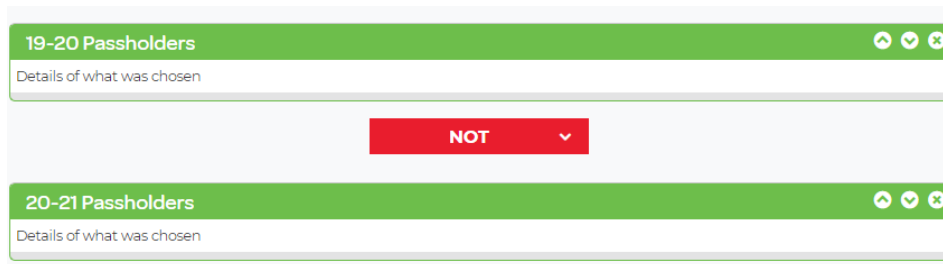 19-20 Passholders
Details of what was chosen
NOT
20-21 Passholders
Details of what was chosen